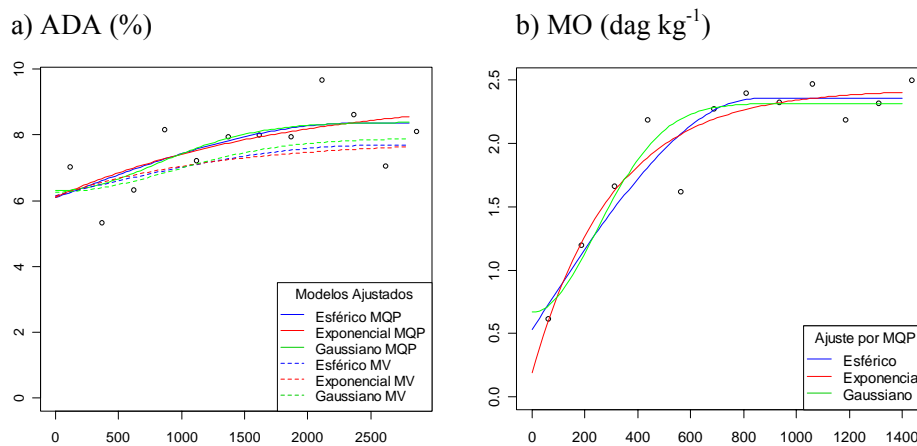 a) ADA (%)
10
8
6
4
2
0
0 500 1000 1500 2000 2500
Modelos Ajustados
Esférico MQP
Exponencial MQP
Gaussiano MQP
Esférico MV
Exponencial MV
Gaussiano MV
b) MO (dag kg⁻¹)
2.5
2.0
1.5
1.0
0.5
0.0
0 200 400 600 800 1000 1200 1400
Ajuste por MQP
Esférico
Exponencial
Gaussiano